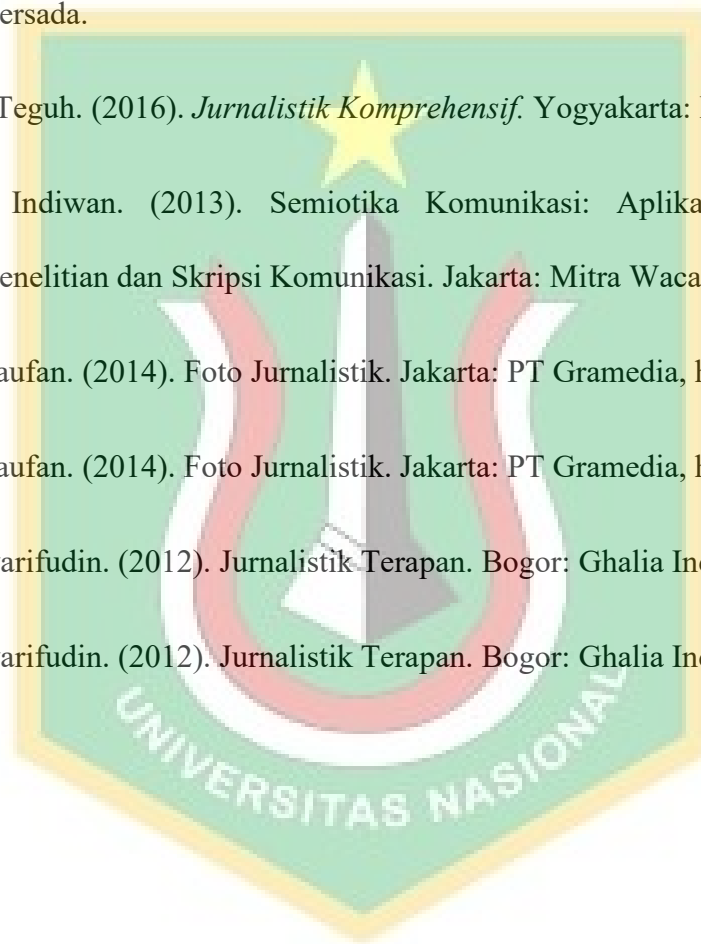 ersada.
Teguh. (2016). Jurnalistik Komprehensif. Yogyakarta:
Indiwan. (2013). Semiotika Komunikasi: Aplika
enelitian dan Skripsi Komunikasi. Jakarta: Mitra Waca
aufan. (2014). Foto Jurnalistik. Jakarta: PT Gramedia, h
aufan. (2014). Foto Jurnalistik. Jakarta: PT Gramedia, h
arifudin. (2012). Jurnalistik Terapan. Bogor: Ghalia Ind
arifudin. (2012). Jurnalistik Terapan. Bogor: Ghalia Ind
UNIVERSITAS NASIONAL